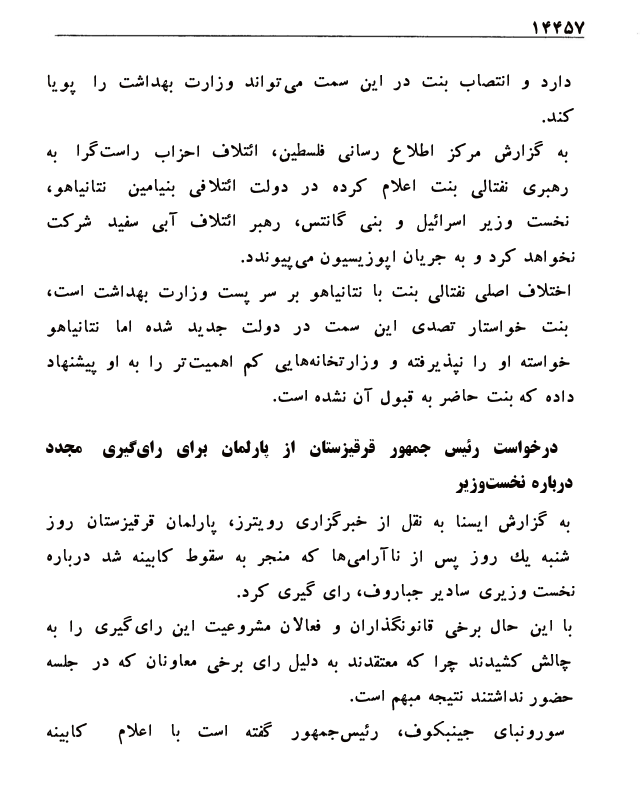 ۱۴۴۵۷
دارد و انتصاب بنت در این سمت می‌تواند وزارت بهداشت را پویا
کند.
به گزارش مرکز اطلاع رسانی فلسطین، ائتلاف احزاب راست‌گرا به
رهبری نفتالی بنت اعلام کرده در دولت ائتلافی بنیامین نتانیاهو،
نخست وزیر اسرائیل و بنی گانتس، رهبر ائتلاف آبی سفید شرکت
نخواهد کرد و به جریان اپوزیسیون می‌پیوندد.
اختلاف اصلی نفتالی بنت با نتانیاهو بر سر پست وزارت بهداشت است،
بنت خواستار تصدی این سمت در دولت جدید شده اما نتانیاهو
خواسته او را نپذیرفته و وزارتخانه‌هایی کم اهمیت‌تر را به او پیشنهاد
داده که بنت حاضر به قبول آن نشده است.
درخواست رئیس جمهور قرقیزستان از پارلمان برای رای‌گیری مجدد
درباره نخست‌وزیر
به گزارش ایسنا به نقل از خبرگزاری رویترز، پارلمان قرقیزستان روز
شنبه یك روز پس از ناآرامی‌ها که منجر به سقوط کابینه شد درباره
نخست وزیری سادیر جباروف، رای گیری کرد.
با این حال برخی قانونگذاران و فعالان مشروعیت این رای‌گیری را به
چالش کشیدند چرا که معتقدند به دلیل رای برخی معاونان که در جلسه
حضور نداشتند نتیجه مبهم است.
سورونبای جینبکوف، رئیس‌جمهور گفته است با اعلام کابینه